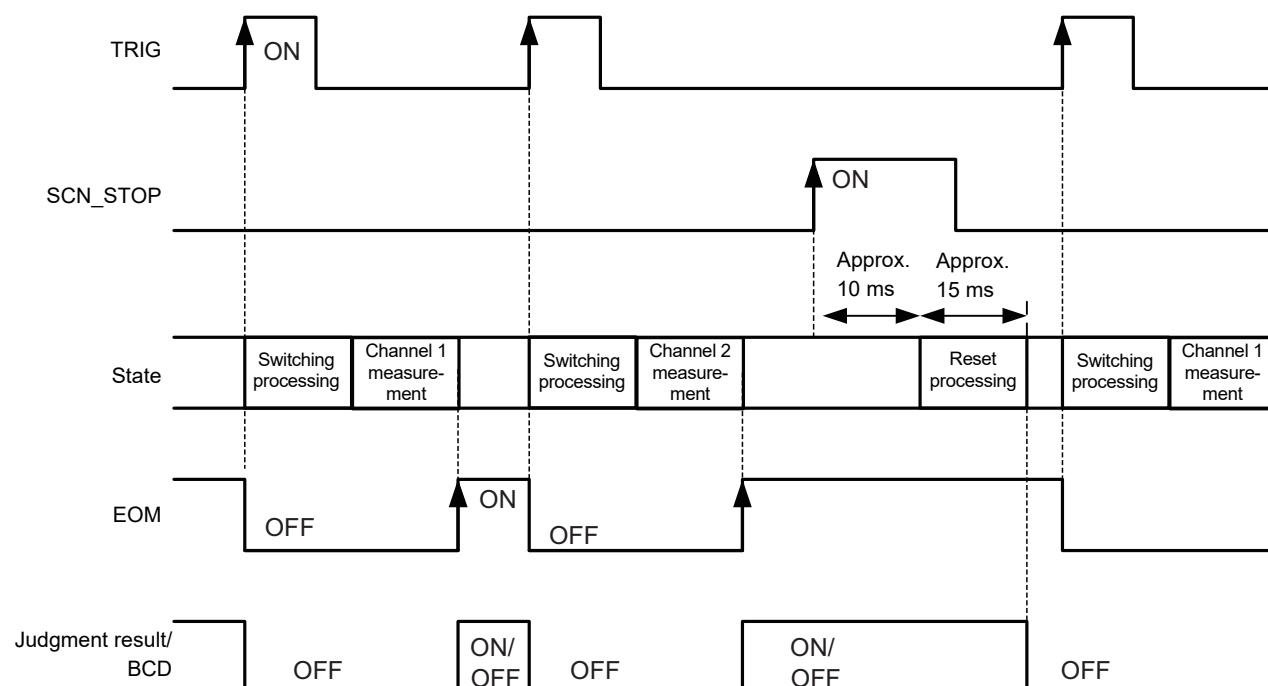 TRIG
ON
SCN_STOP
ON
Approx.
10 ms
Approx.
15 ms
State
Switching
processing
Channel 1
measure-
ment
Switching
processing
Channel 2
measure-
ment
Reset
processing
Switching
processing
Channel 1
measure-
ment
EOM
OFF
ON
OFF
Judgment result/
BCD
OFF
ON/
OFF
OFF
ON/
OFF
OFF